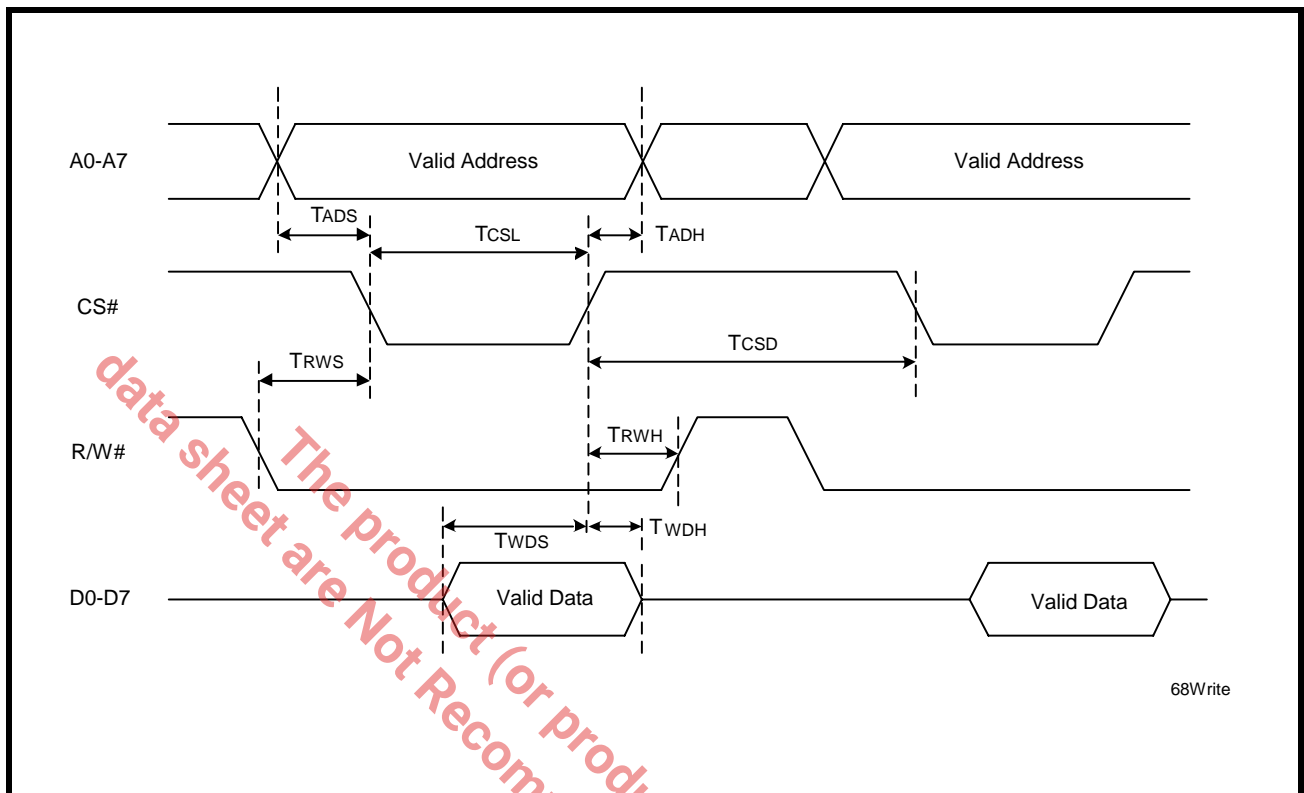 A0-A7
Valid Address
Valid Address
TADS
TCSL
TADH
CS#
TCSD
TRWS
R/W#
TRWH
TWDS
TWDH
D0-D7
Valid Data
Valid Data
68Write
The product (or produ
data sheet are Not Recom